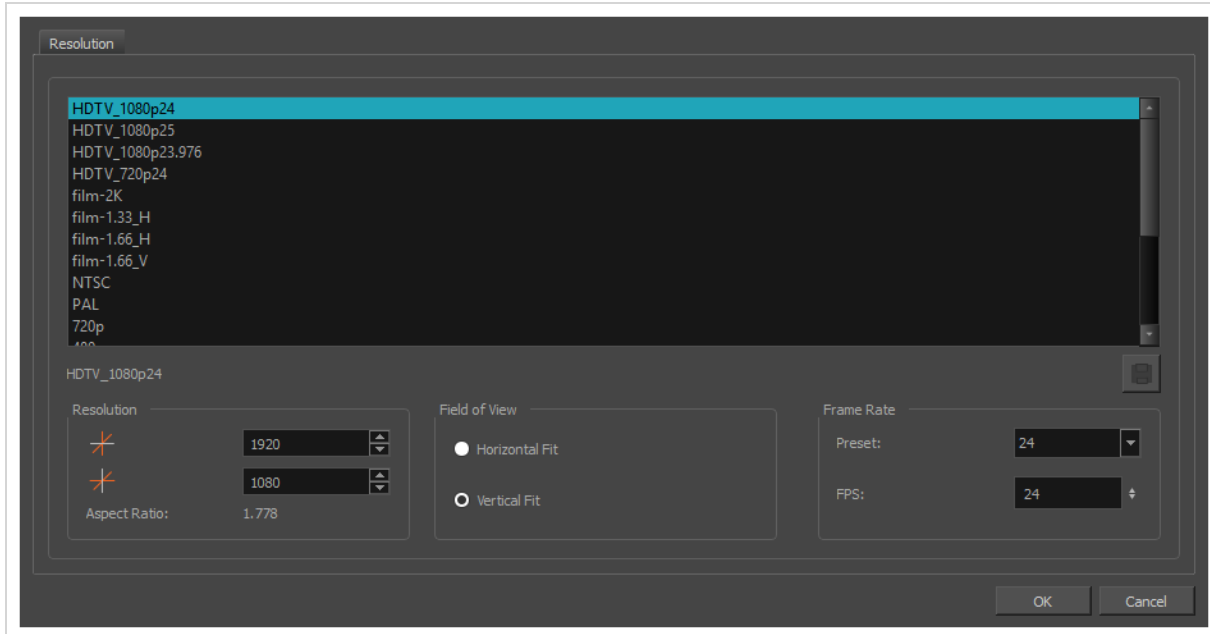 Resolution
HDTV_1080p24
HDTV_1080p25
HDTV_1080p23.976
HDTV_720p24
film-2K
film-1.33_H
film-1.66_H
film-1.66_V
NTSC
PAL
720p
HDTV_1080p24
Resolution
1920
1080
Aspect Ratio: 1.778
Field of View
Horizontal Fit
Vertical Fit
Frame Rate
Preset: 24
FPS: 24
OK Cancel